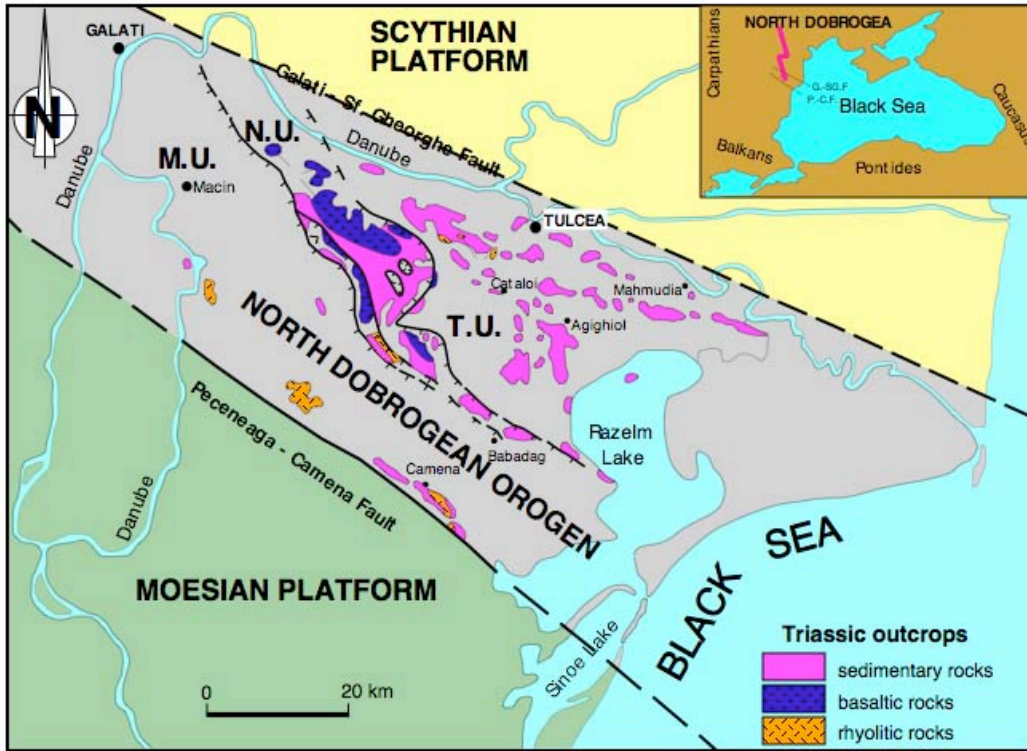 GALATI
SCYTHIAN
PLATFORM
NORTH DOBROGEA
Carpathians
G.-SG.F.
P.-C.F.
Black Sea
Caucasus
Balkans
Pontides
N
Galati - Sf. Gheorghe Fault
N.U.
Danube
M.U.
Macin
Danube
TULCEA
Cataloi
Mahmudia
T.U.
Agighiol
NORTH DOBROGEAN OROGEN
Razelm
Lake
Babadag
Camena
Peceneaga - Camena Fault
Danube
MOESIAN PLATFORM
BLACK SEA
Sinoe Lake
0 20 km
Triassic outcrops
sedimentary rocks
basaltic rocks
rhyolitic rocks